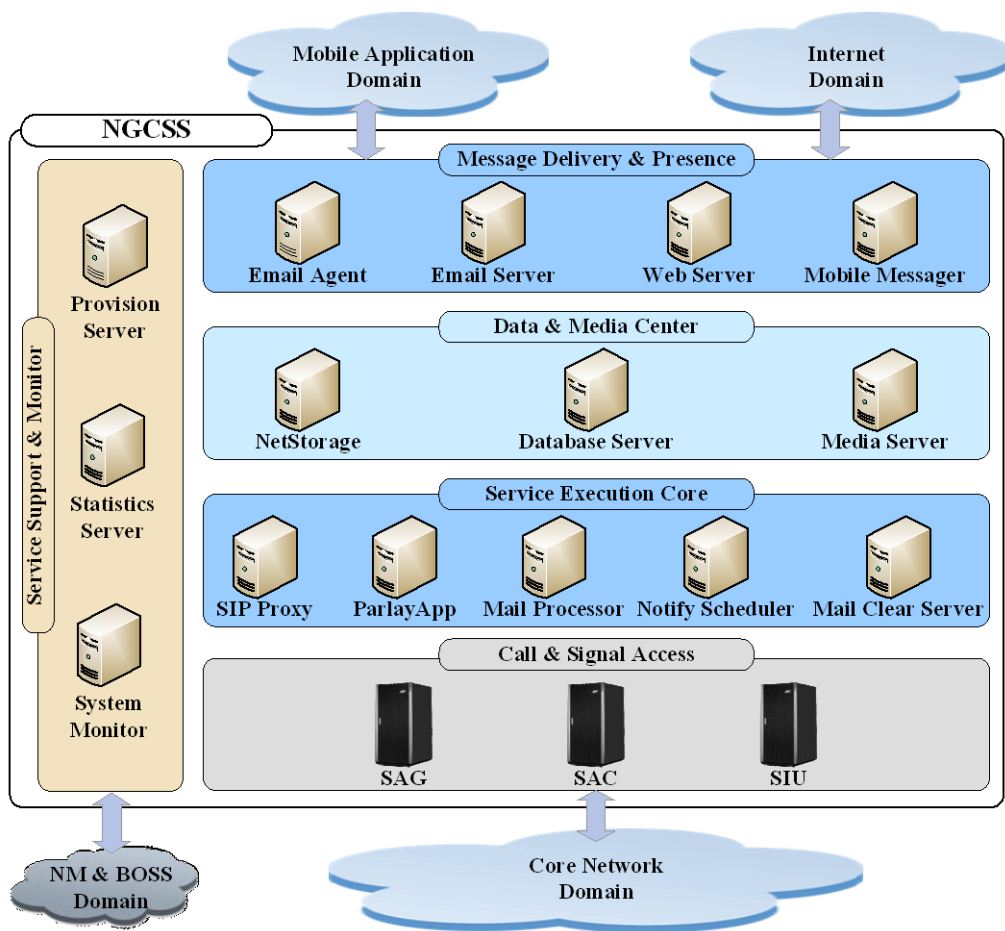 Mobile Application
Domain
Internet
Domain
NGCSS
Message Delivery & Presence
Email Agent
Email Server
Web Server
Mobile Messager
Service Support & Monitor
Provision
Server
Statistics
Server
System
Monitor
Data & Media Center
NetStorage
Database Server
Media Server
Service Execution Core
SIP Proxy
ParlayApp
Mail Processor
Notify Scheduler
Mail Clear Server
Call & Signal Access
SAG
SAC
SIU
NM & BOSS
Domain
Core Network
Domain